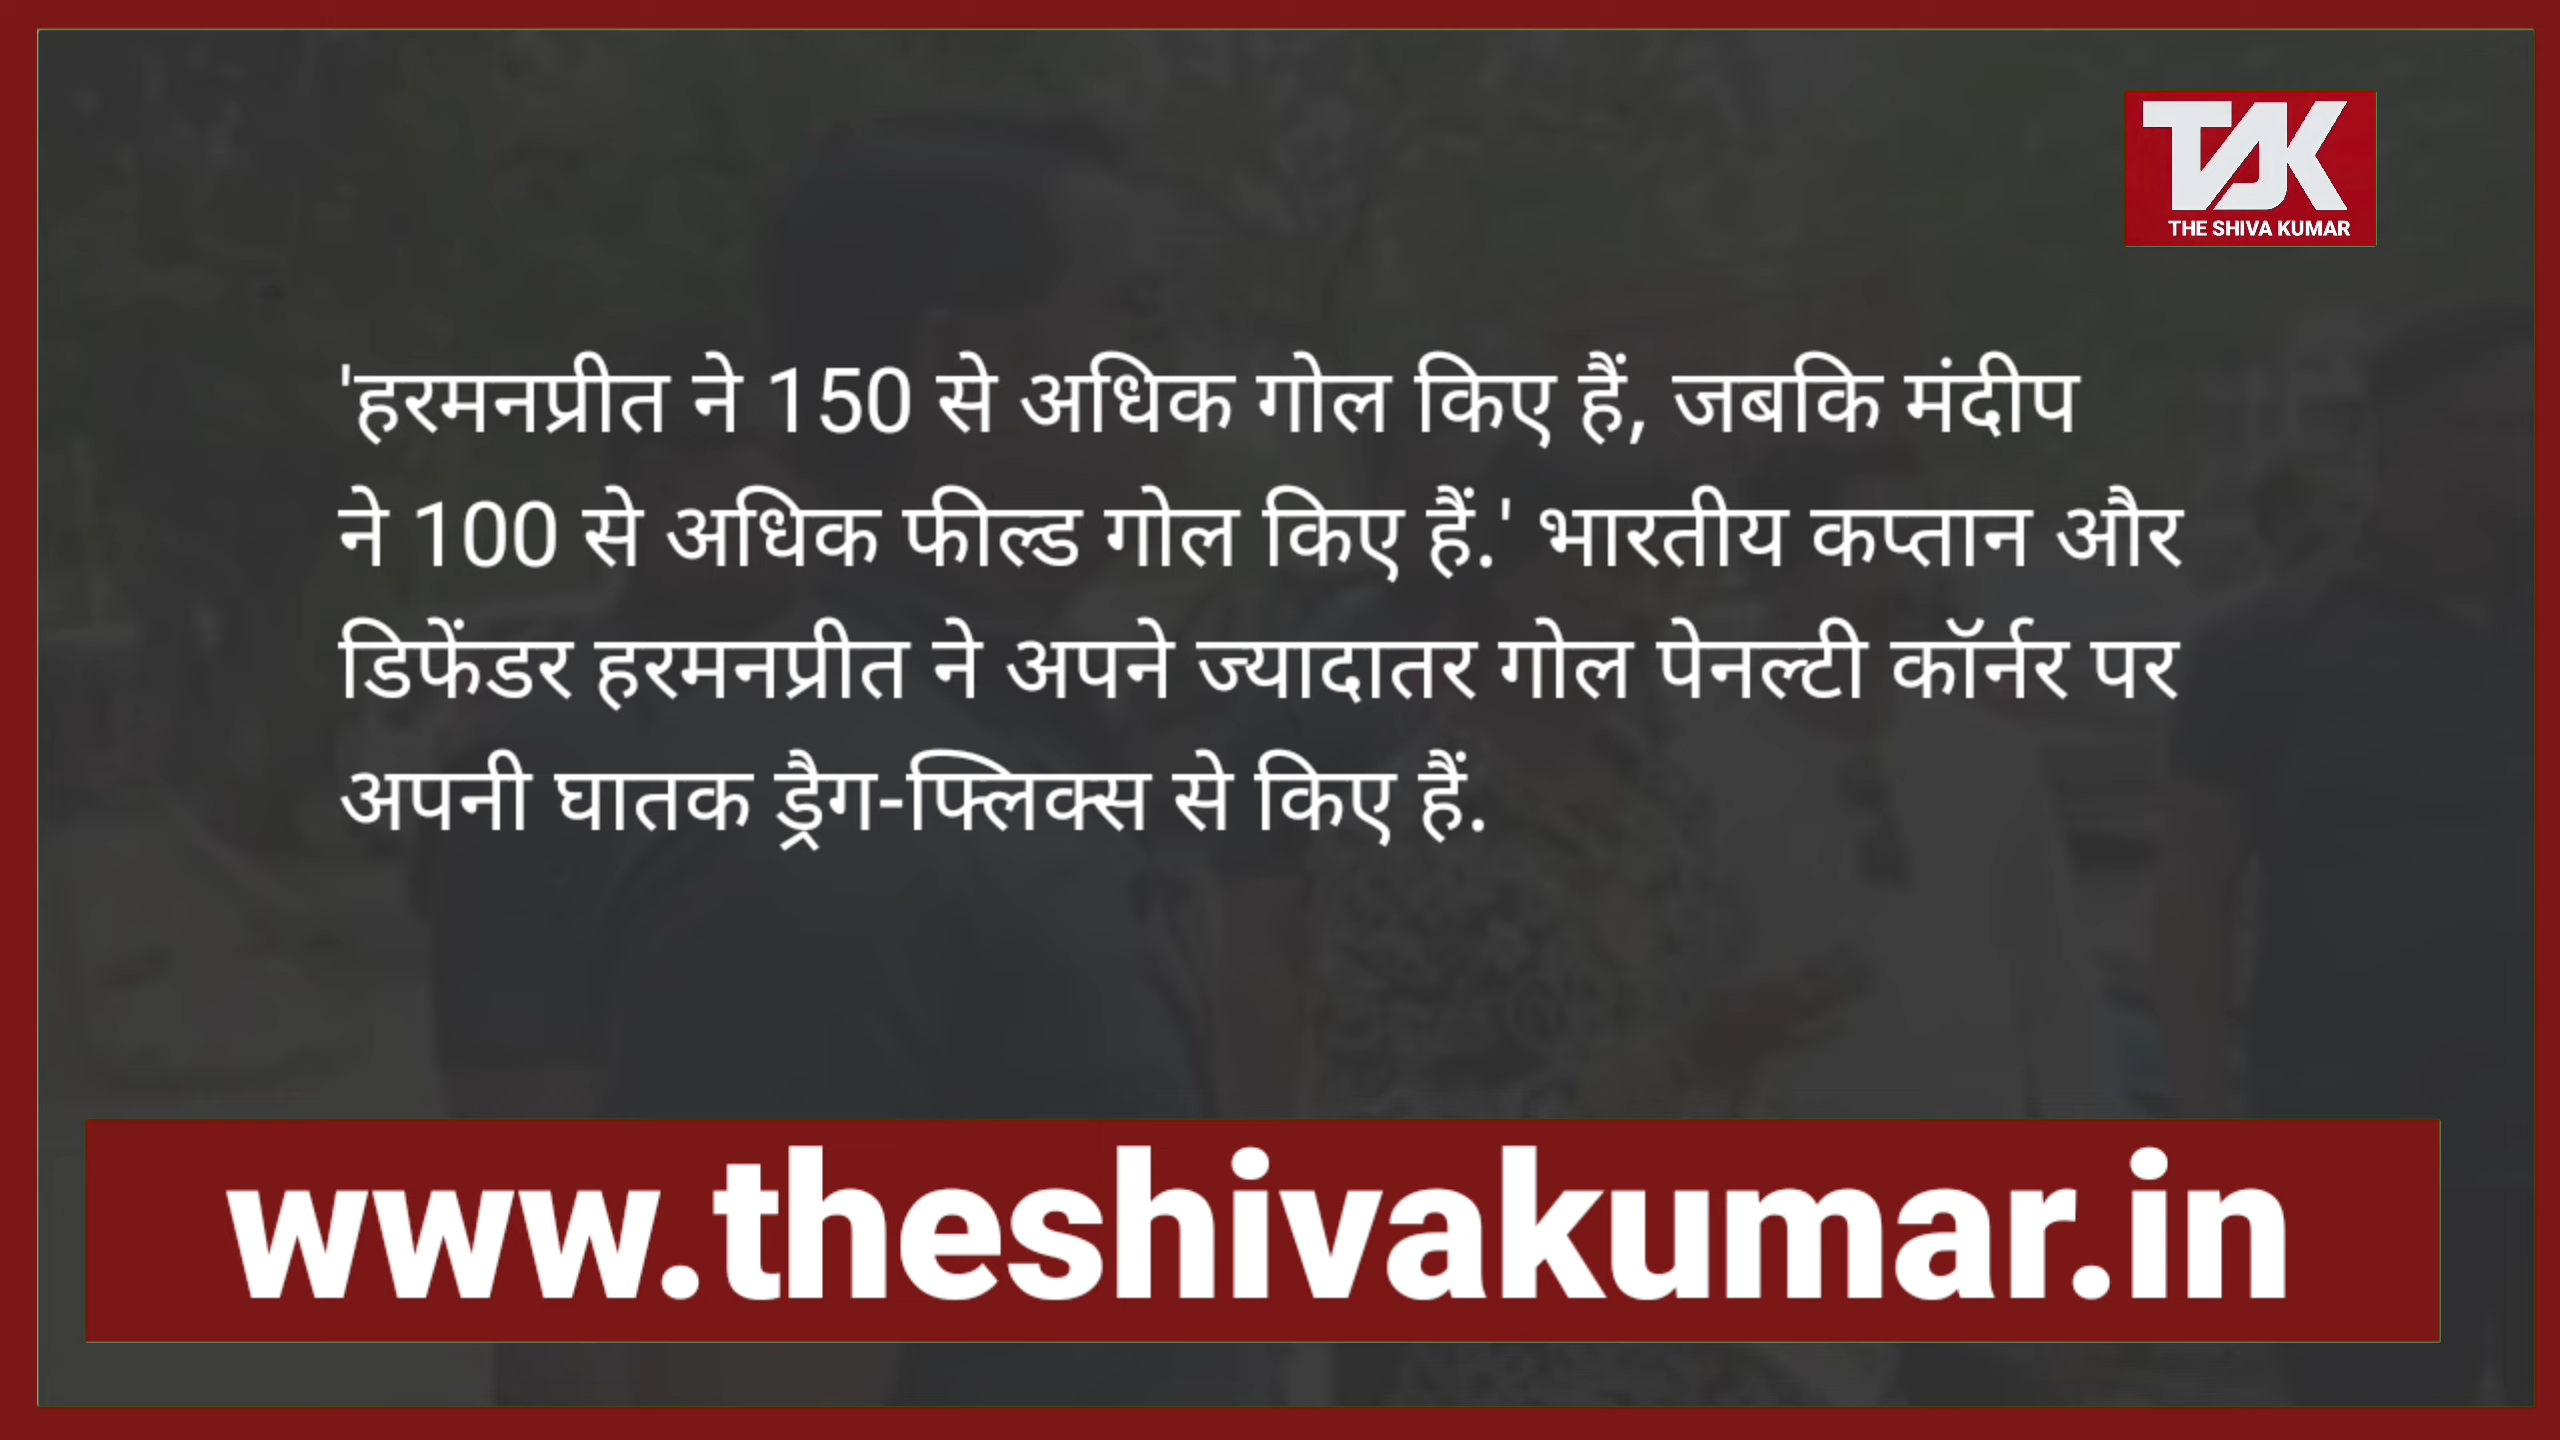 TJK
THE SHIVA KUMAR
'हरमनप्रीत ने 150 से अधिक गोल किए हैं, जबकि मंदीप
ने 100 से अधिक फील्ड गोल किए हैं.' भारतीय कप्तान और
डिफेंडर हरमनप्रीत ने अपने ज्यादातर गोल पेनल्टी कॉर्नर पर
अपनी घातक ड्रैग-फ्लिक्स से किए हैं.
www.theshivakumar.in